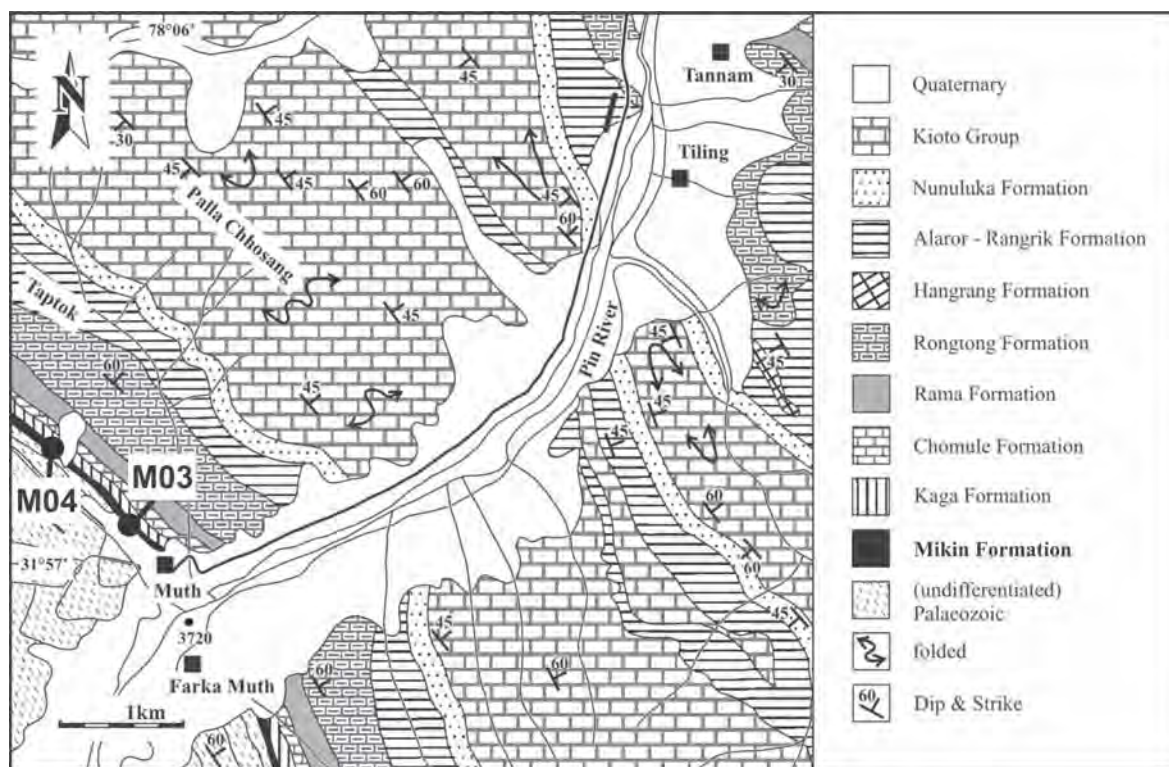 78°06'
N
45
Tannam
30
45
30
Tiling
45
45
60
60
45
60
Palla Chhosang
Taptok
45
Pin River
45
45
60
45
45
45
M03
M04
60
31°57'
60
Muth
45
45
3720
60
60
Farka Muth
1km
60
Quaternary
Kioto Group
Nunuluka Formation
Alaror - Rangrik Formation
Hangrang Formation
Rongtong Formation
Rama Formation
Chomule Formation
Kaga Formation
Mikin Formation
(undifferentiated)
Palaeozoic
folded
60
Dip & Strike